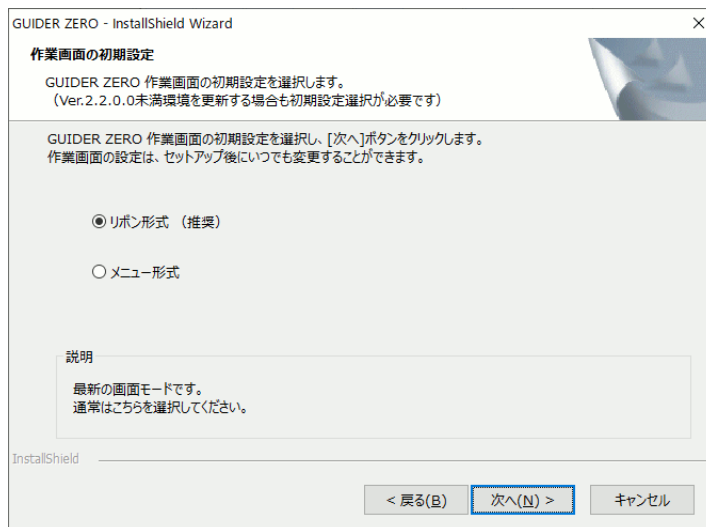 GUIDER ZERO - InstallShield Wizard
作業画面の初期設定
GUIDER ZERO 作業画面の初期設定を選択します。
（Ver.2.2.0.0未満環境を更新する場合も初期設定選択が必要です）
GUIDER ZERO 作業画面の初期設定を選択し、[次へ]ボタンをクリックします。
作業画面の設定は、セットアップ後にいつでも変更することができます。
リボン形式 （推奨）
メニュー形式
説明
最新の画面モードです。
通常はこちらを選択してください。
InstallShield
< 戻る(B)
次へ(N) >
キャンセル